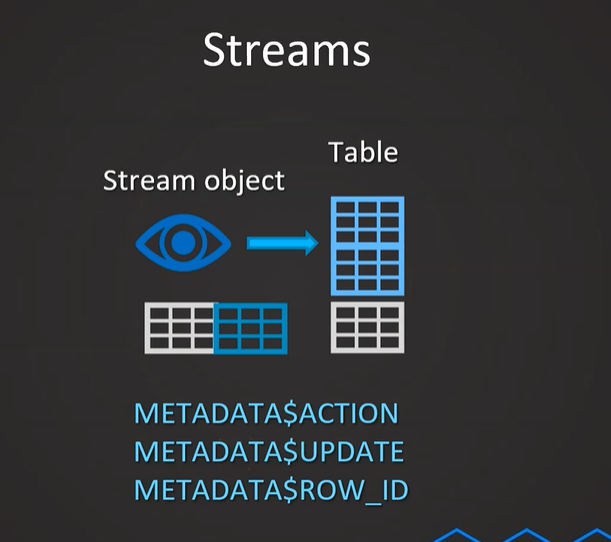 Streams
Table
Stream object
METADATA$ACTION
METADATA$UPDATE
METADATA$ROW_ID